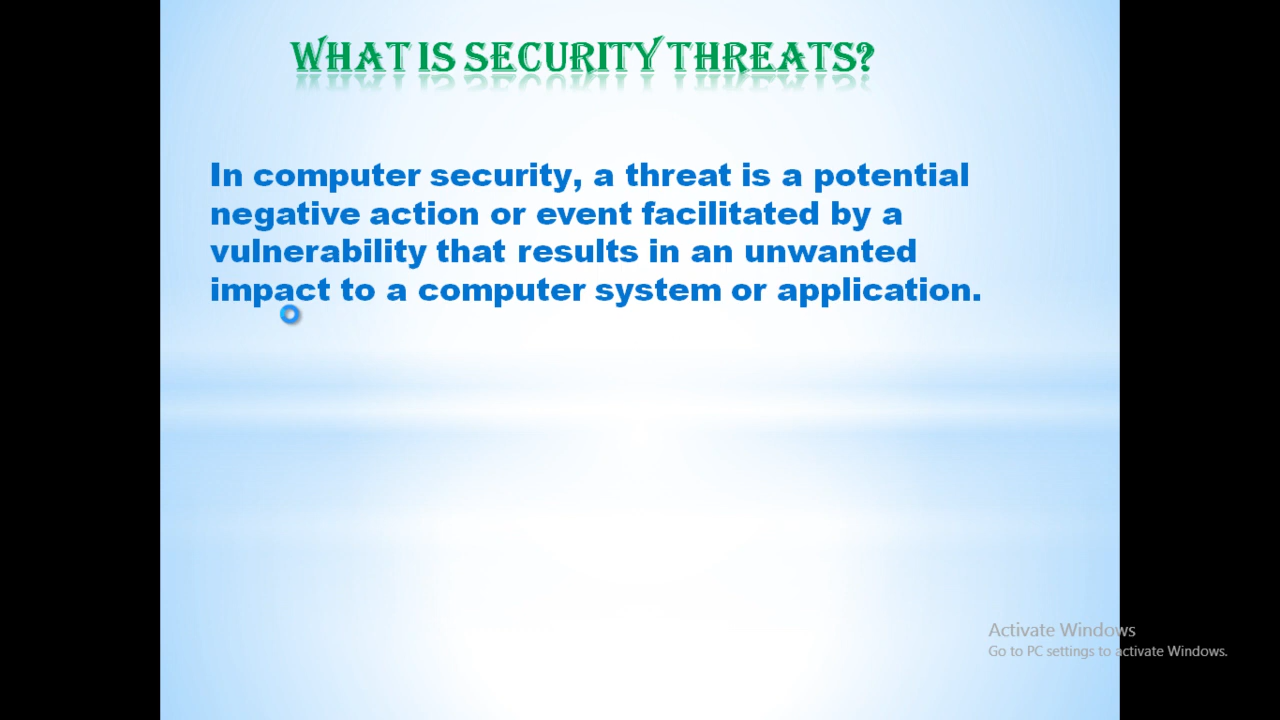 WHAT IS SECURITY THREATS?
In computer security, a threat is a potential
negative action or event facilitated by a
vulnerability that results in an unwanted
impact to a computer system or application.
Activate Windows
Go to PC settings to activate Windows.